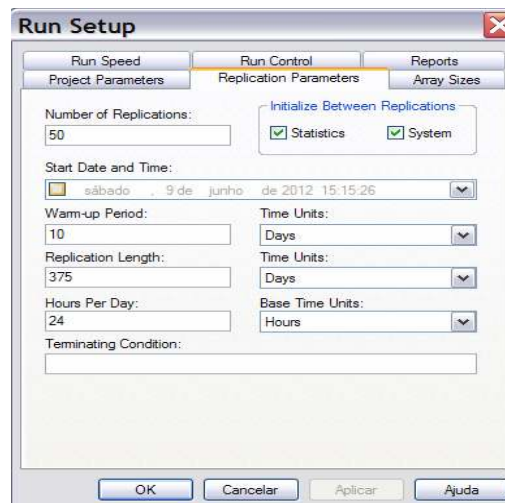 Run Setup
Run Speed Run Control Reports
Project Parameters Replication Parameters Array Sizes
Number of Replications:
50
Initialize Between Replications
Statistics System
Start Date and Time:
sábado , 9 de junho de 2012 15:15:26
Warm-up Period: Time Units:
10 Days
Replication Length: Time Units:
375 Days
Hours Per Day: Base Time Units:
24 Hours
Terminating Condition:
OK Cancelar Aplicar Ajuda